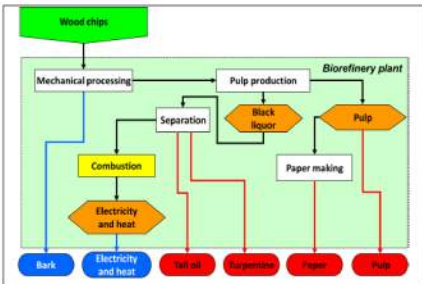 Wood chips
Biorefinery plant
Mechanical processing
Pulp production
Separation
Black
liquor
Pulp
Combustion
Paper making
Electricity
and heat
Bark
Electricity
and heat
Tall oil
Turpentine
Paper
Pulp